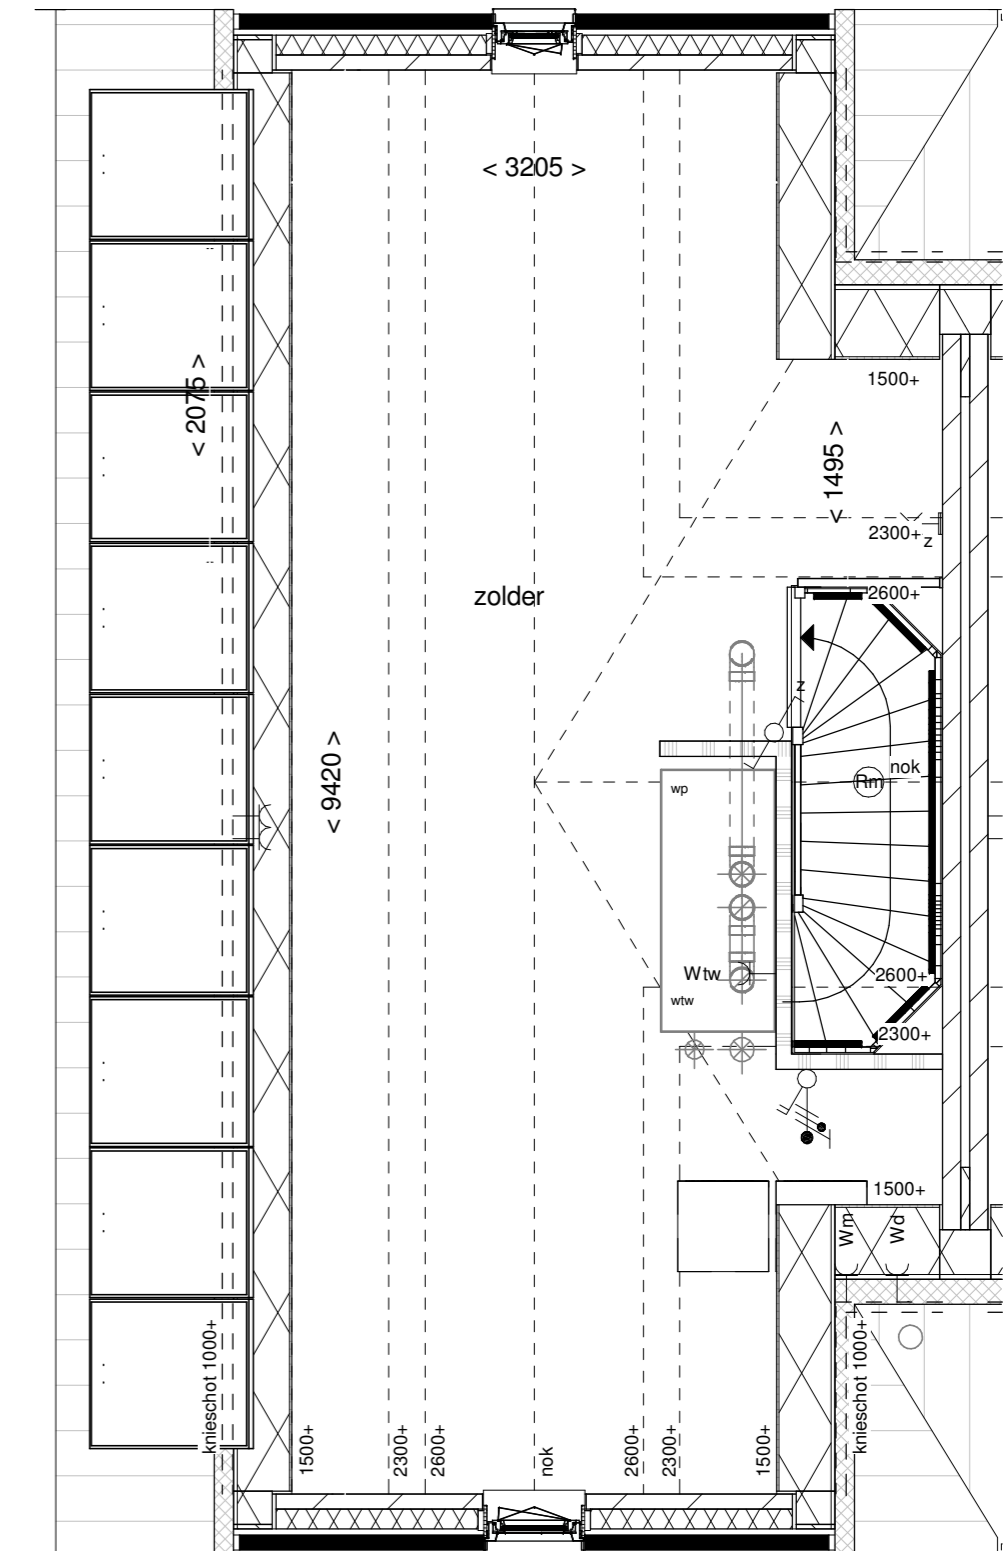 < 3205 >
1500+
< 2075 >
< 1495 >
2300+
z
zolder
2600+
z
< 9420 >
nok
wp
Rm
Wtw
2600+
wtw
2300+
1500+
Wm
Wd
knieschot 1000+
knieschot 1000+
1500+
2300+
2600+
nok
2600+
2300+
1500+